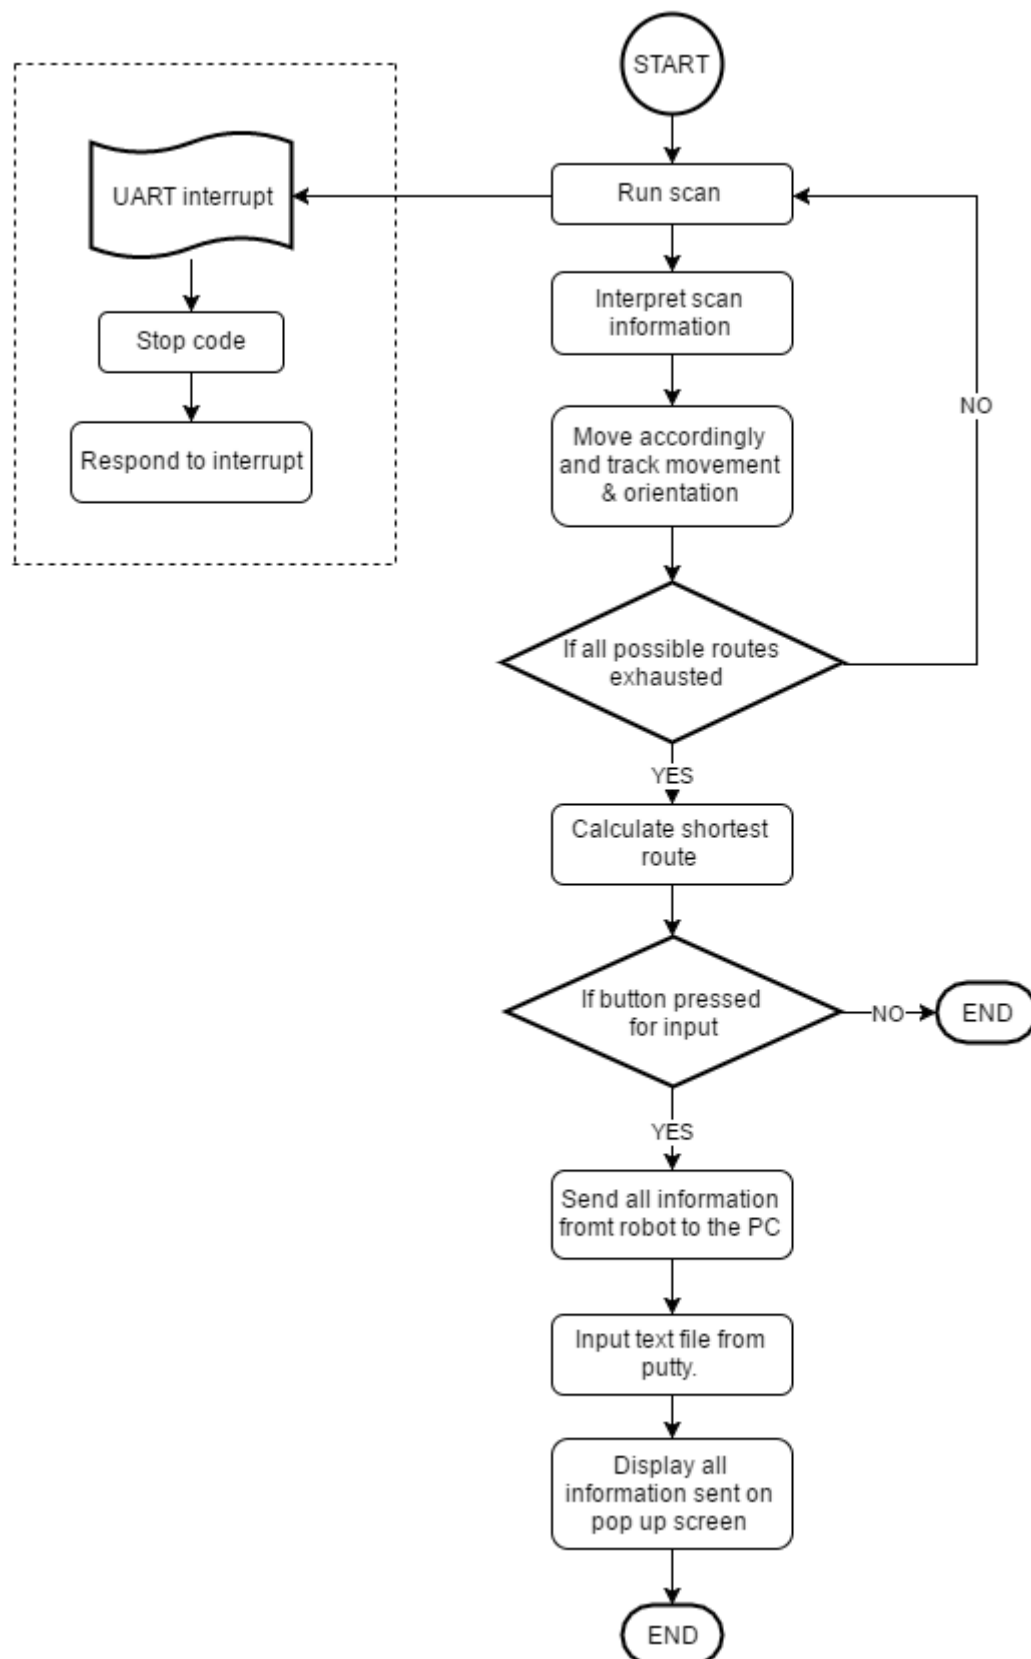 START
UART interrupt
Run scan
Interpret scan
information
Stop code
Move accordingly
and track movement
& orientation
NO
Respond to interrupt
If all possible routes
exhausted
YES
Calculate shortest
route
If button pressed
for input
NO
END
YES
Send all information
fromt robot to the PC
Input text file from
putty.
Display all
information sent on
pop up screen
END